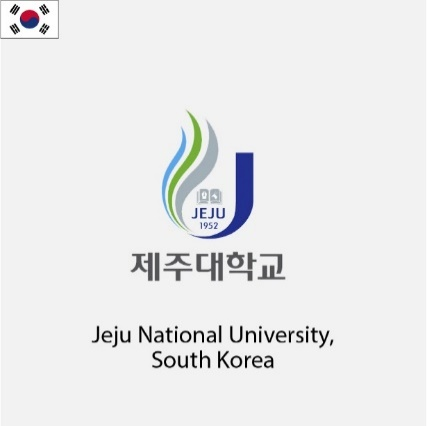 JEJU
1952
제주대학교
Jeju National University,
South Korea